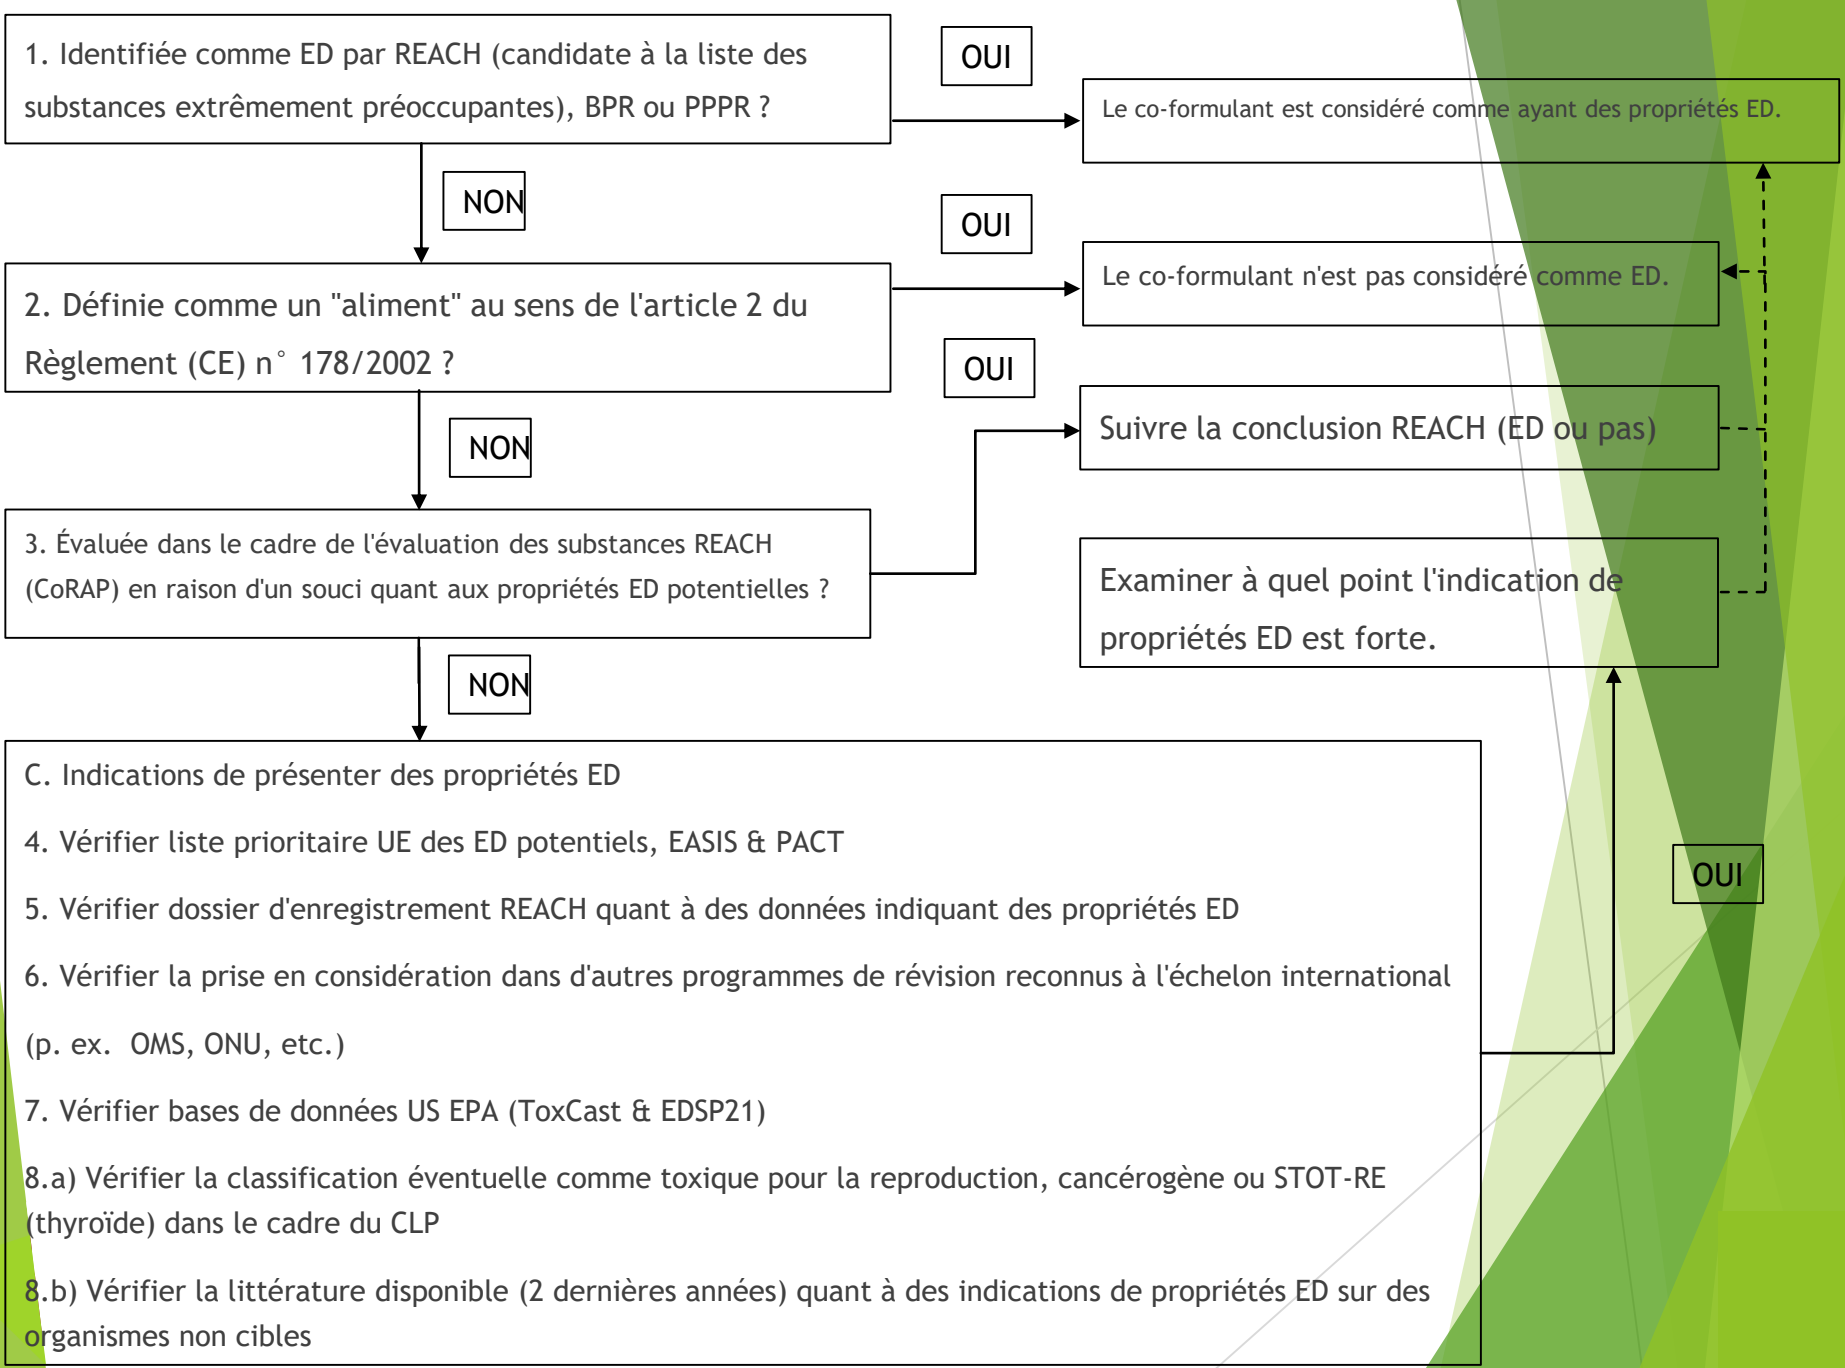 1. Identifiée comme ED par REACH (candidate à la liste des
substances extrêmement préoccupantes), BPR ou PPPR ?
OUI
Le co-formulant est considéré comme ayant des propriétés ED.
NON
OUI
2. Définie comme un "aliment" au sens de l'article 2 du
Règlement (CE) n° 178/2002 ?
Le co-formulant n'est pas considéré comme ED.
OUI
NON
Suivre la conclusion REACH (ED ou pas)
3. Évaluée dans le cadre de l'évaluation des substances REACH
(CoRAP) en raison d'un souci quant aux propriétés ED potentielles ?
Examiner à quel point l'indication de
propriétés ED est forte.
NON
C. Indications de présenter des propriétés ED
4. Vérifier liste prioritaire UE des ED potentiels, EASIS & PACT
5. Vérifier dossier d'enregistrement REACH quant à des données indiquant des propriétés ED
6. Vérifier la prise en considération dans d'autres programmes de révision reconnus à l'échelon international
(p. ex. OMS, ONU, etc.)
7. Vérifier bases de données US EPA (ToxCast & EDSP21)
8.a) Vérifier la classification éventuelle comme toxique pour la reproduction, cancérogène ou STOT-RE
(thyroïde) dans le cadre du CLP
8.b) Vérifier la littérature disponible (2 dernières années) quant à des indications de propriétés ED sur des
organismes non cibles
OUI